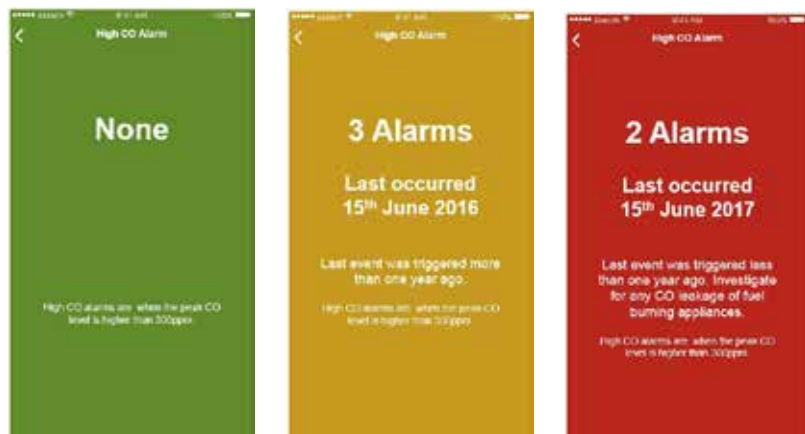 High CO Alarm
None
High CO alarms are when the peak CO
level is higher than 300ppm
High CO Alarm
3 Alarms
Last occurred
15th June 2016
Last event was triggered more
than one year ago.
High CO alarms are when the peak CO
level is higher than 300ppm
High CO Alarm
2 Alarms
Last occurred
15th June 2017
Last event was triggered less
than one year ago. Investigate
for any CO leakage of fuel
burning appliances.
High CO alarms are when the peak CO
level is higher than 300ppm